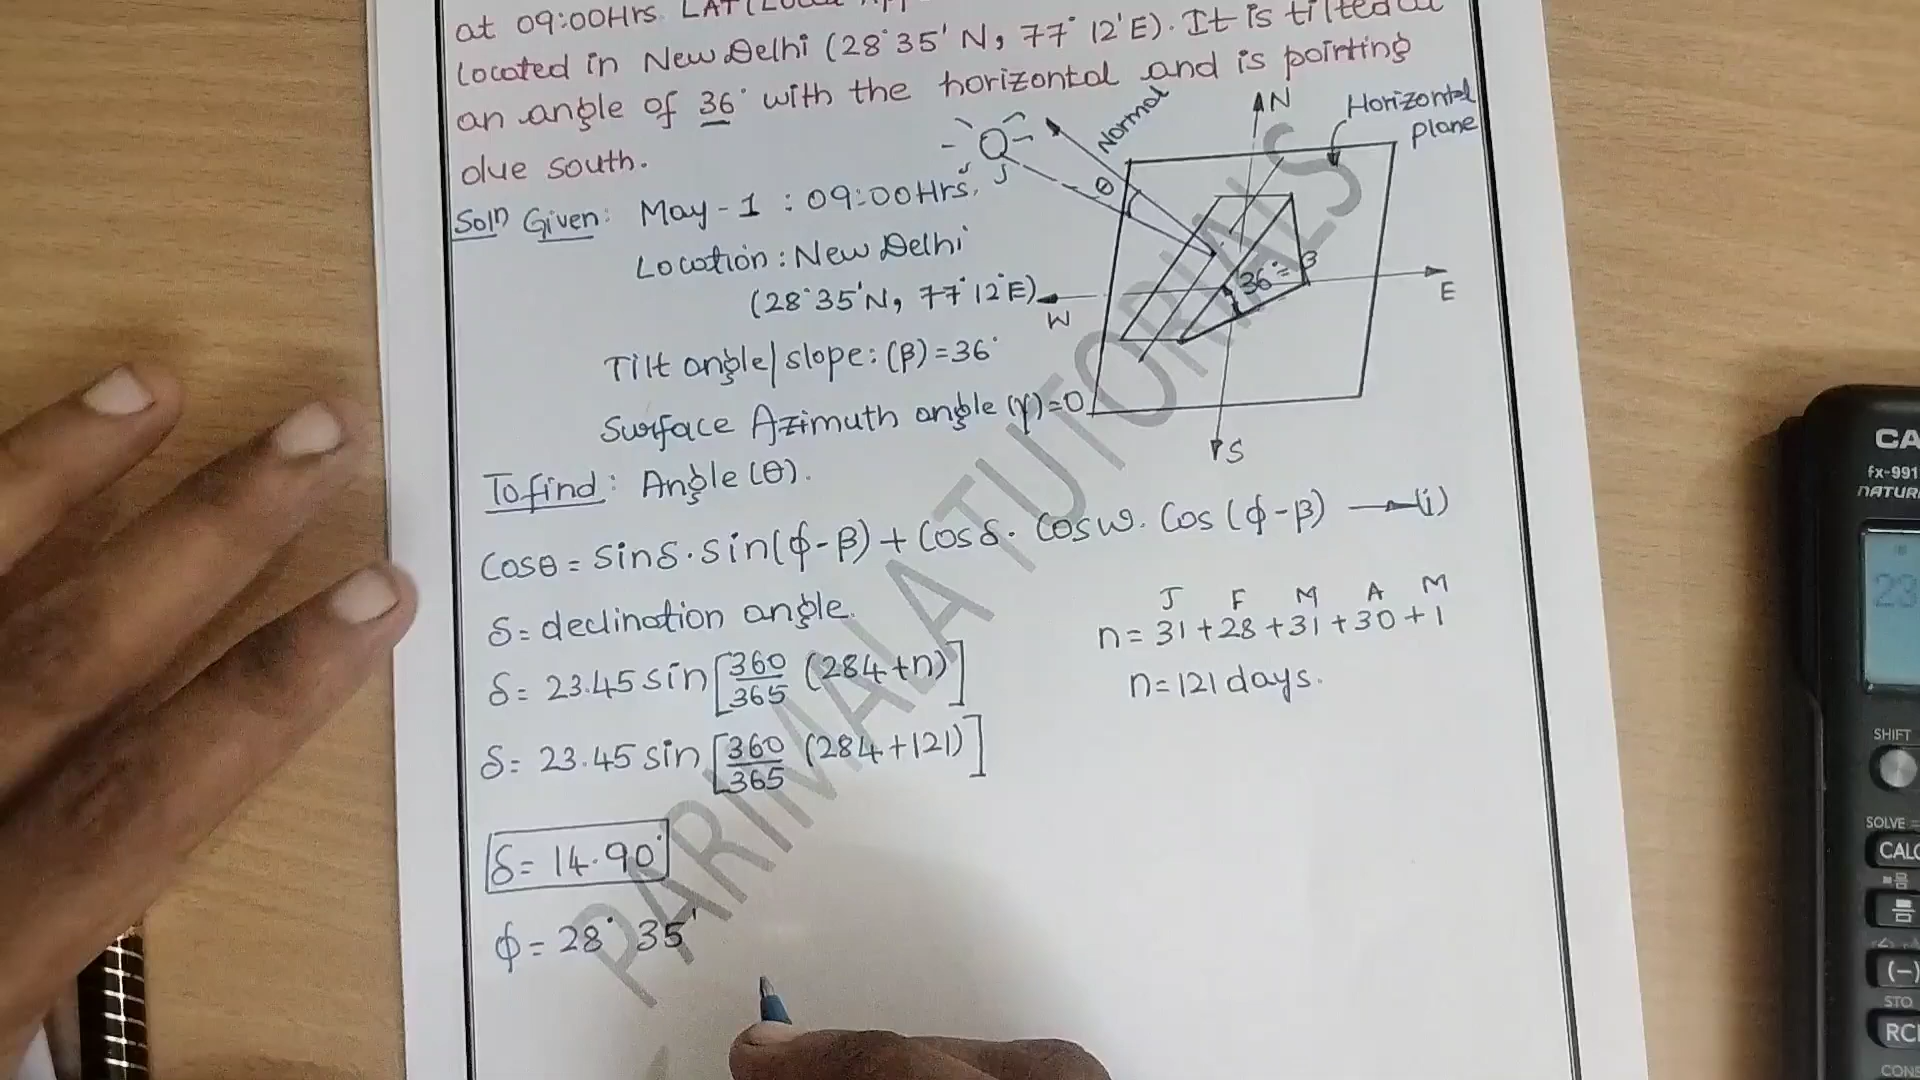 at 09:00Hrs. LAT(Local
Located in New Delhi (28°35'N, 77°12'E). It is tilted at
an angle of 36° with the horizontal and is pointing
due south.
Normal
N
Horizontal
plane
θ
36°=β
E
W
S
Soln Given: May-1 : 09:00Hrs.
Location: New Delhi
(28°35'N, 77°12'E)
Tilt angle/slope: (β)=36°
Surface Azimuth angle (γ)=0
To find: Angle (θ).
Cosθ = sinδ·sin(ϕ-β) + Cosδ·Cosω·Cos(ϕ-β) → (i)
δ = declination angle.
J F M A M
n = 31+28+31+30+1
δ = 23.45 sin[360/365 (284+n)]
n=121 days.
δ = 23.45 sin[360/365 (284+121)]
δ = 14.90°
ϕ = 28° 35'
PARIMALA TUTORIALS
CA
fx-991
NATUR
23
SHIFT
SOLVE =
CALC
(-)
STO
RCL
CONS